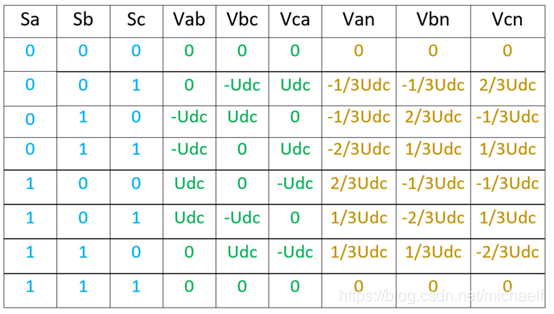 Sa Sb Sc Vab Vbc Vca Van Vbn Vcn
0 0 0 0 0 0 0 0 0
0 0 1 0 -Udc Udc -1/3Udc -1/3Udc 2/3Udc
0 1 0 -Udc Udc 0 -1/3Udc 2/3Udc -1/3Udc
0 1 1 -Udc 0 Udc -2/3Udc 1/3Udc 1/3Udc
1 0 0 Udc 0 -Udc 2/3Udc -1/3Udc -1/3Udc
1 0 1 Udc -Udc 0 1/3Udc -2/3Udc 1/3Udc
1 1 0 0 Udc -Udc 1/3Udc 1/3Udc -2/3Udc
1 1 1 0 0 0 0 0 0
https://blog.csdn.net/michaelf